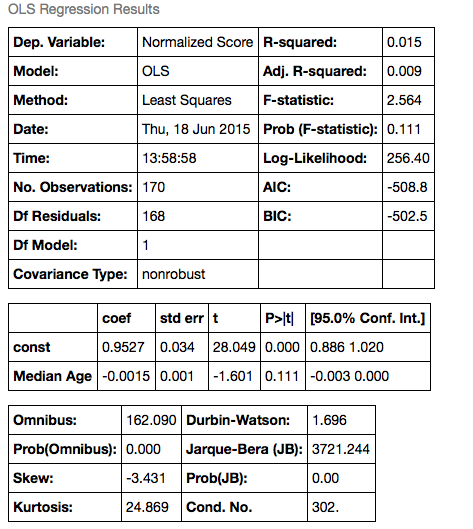 OLS Regression Results
Dep. Variable: Normalized Score R-squared: 0.015
Model: OLS Adj. R-squared: 0.009
Method: Least Squares F-statistic: 2.564
Date: Thu, 18 Jun 2015 Prob (F-statistic): 0.111
Time: 13:58:58 Log-Likelihood: 256.40
No. Observations: 170 AIC: -508.8
Df Residuals: 168 BIC: -502.5
Df Model: 1
Covariance Type: nonrobust
coef std err t P>|t| [95.0% Conf. Int.]
const 0.9527 0.034 28.049 0.000 0.886 1.020
Median Age -0.0015 0.001 -1.601 0.111 -0.003 0.000
Omnibus: 162.090 Durbin-Watson: 1.696
Prob(Omnibus): 0.000 Jarque-Bera (JB): 3721.244
Skew: -3.431 Prob(JB): 0.00
Kurtosis: 24.869 Cond. No. 302.